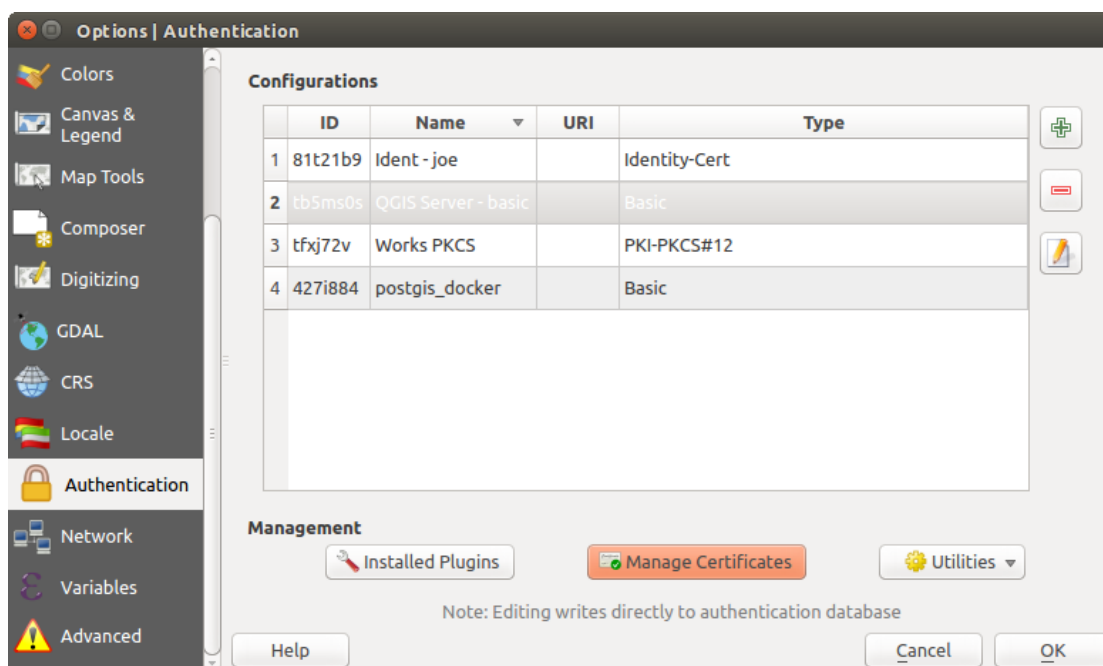 Options | Authentication
Colors
Canvas &
Legend
Map Tools
Composer
Digitizing
GDAL
CRS
Locale
Authentication
Network
Variables
Advanced
Configurations
ID Name URI Type
1 81t21b9 Ident - joe Identity-Cert
2 tb5ms0s QGIS Server - basic Basic
3 tfxj72v Works PKCS PKI-PKCS#12
4 427i884 postgis_docker Basic
Management
Installed Plugins Manage Certificates Utilities
Note: Editing writes directly to authentication database
Help Cancel OK